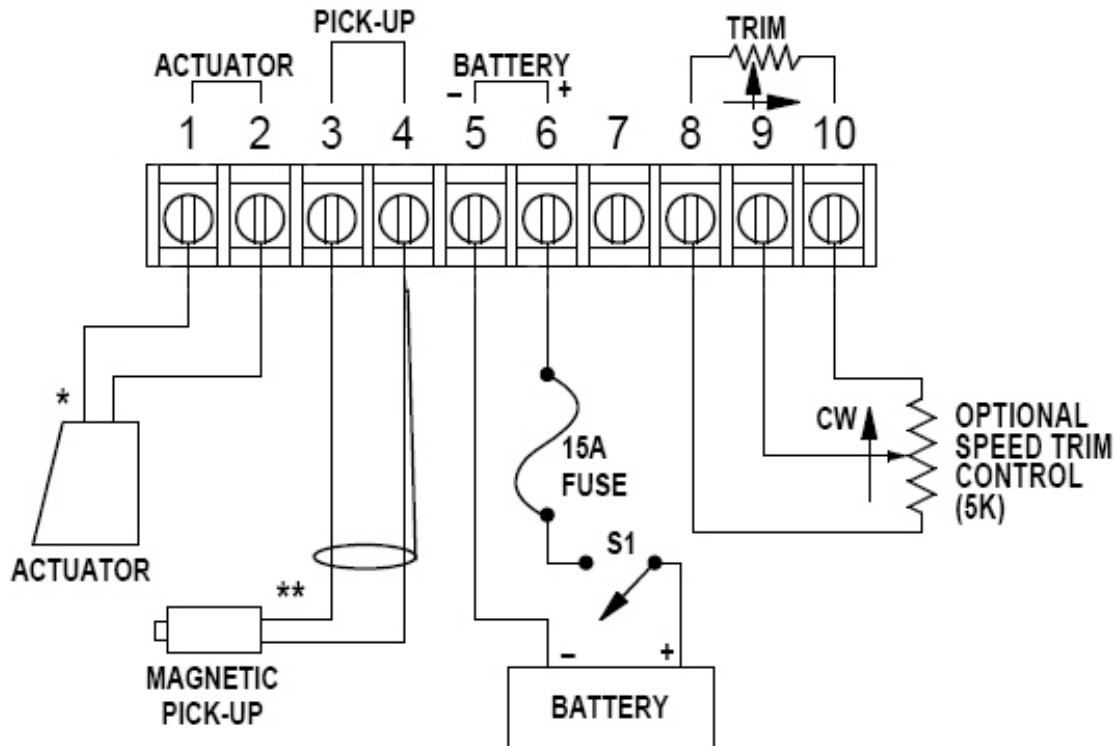 PICK-UP
TRIM
ACTUATOR
BATTERY
– +
1 2 3 4 5 6 7 8 9 10
*
15A
FUSE
CW
OPTIONAL
SPEED TRIM
CONTROL
(5K)
S1
ACTUATOR
**
MAGNETIC
PICK-UP
– +
BATTERY